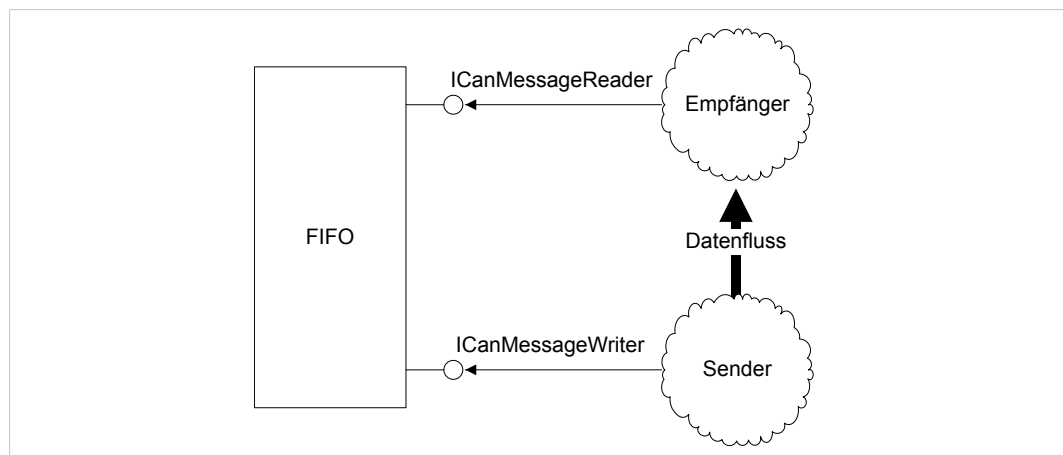 ICanMessageReader
Empfänger
FIFO
Datenfluss
ICanMessageWriter
Sender